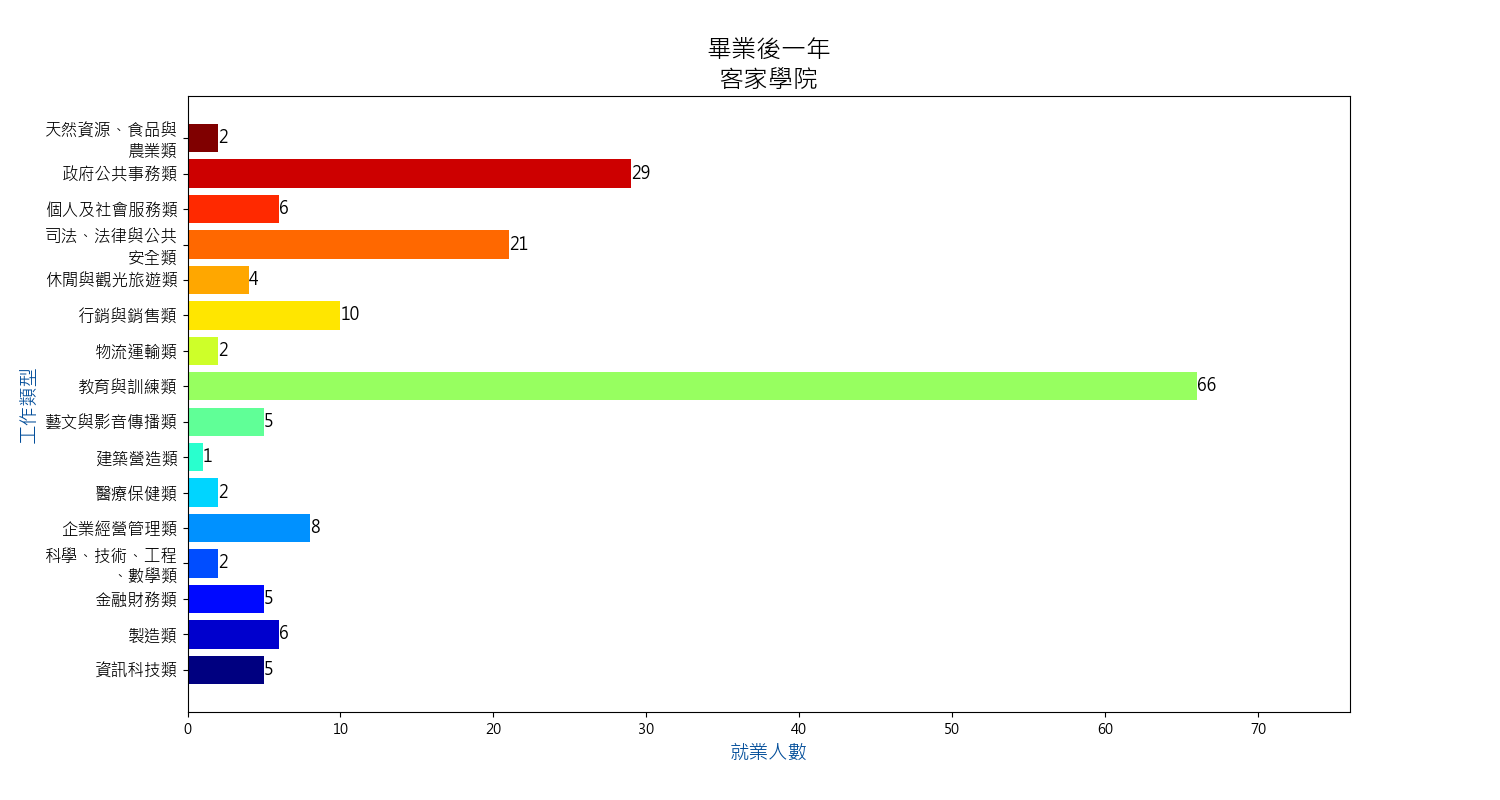 畢業後一年
客家學院
天然資源、食品與
農業類
2
政府公共事務類
29
個人及社會服務類
6
司法、法律與公共
安全類
21
休閒與觀光旅遊類
4
行銷與銷售類
10
物流運輸類
2
教育與訓練類
66
藝文與影音傳播類
5
建築營造類
1
醫療保健類
2
企業經營管理類
8
科學、技術、工程
、數學類
2
金融財務類
5
製造類
6
資訊科技類
5
工作類型
0 10 20 30 40 50 60 70
就業人數